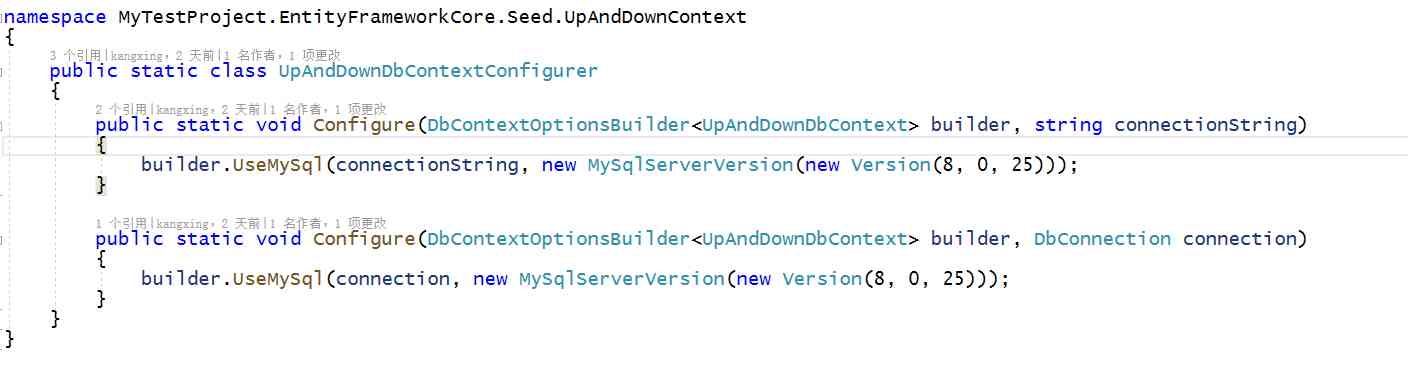 namespace MyTestProject.EntityFrameworkCore.Seed.UpAndDownContext
{
3 个引用|kangxing，2 天前|1 名作者，1 项更改
public static class UpAndDownDbContextConfigurer
{
2 个引用|kangxing，2 天前|1 名作者，1 项更改
public static void Configure(DbContextOptionsBuilder<UpAndDownDbContext> builder, string connectionString)
{
builder.UseMySql(connectionString, new MySqlServerVersion(new Version(8, 0, 25)));
}
1 个引用|kangxing，2 天前|1 名作者，1 项更改
public static void Configure(DbContextOptionsBuilder<UpAndDownDbContext> builder, DbConnection connection)
{
builder.UseMySql(connection, new MySqlServerVersion(new Version(8, 0, 25)));
}
}
}